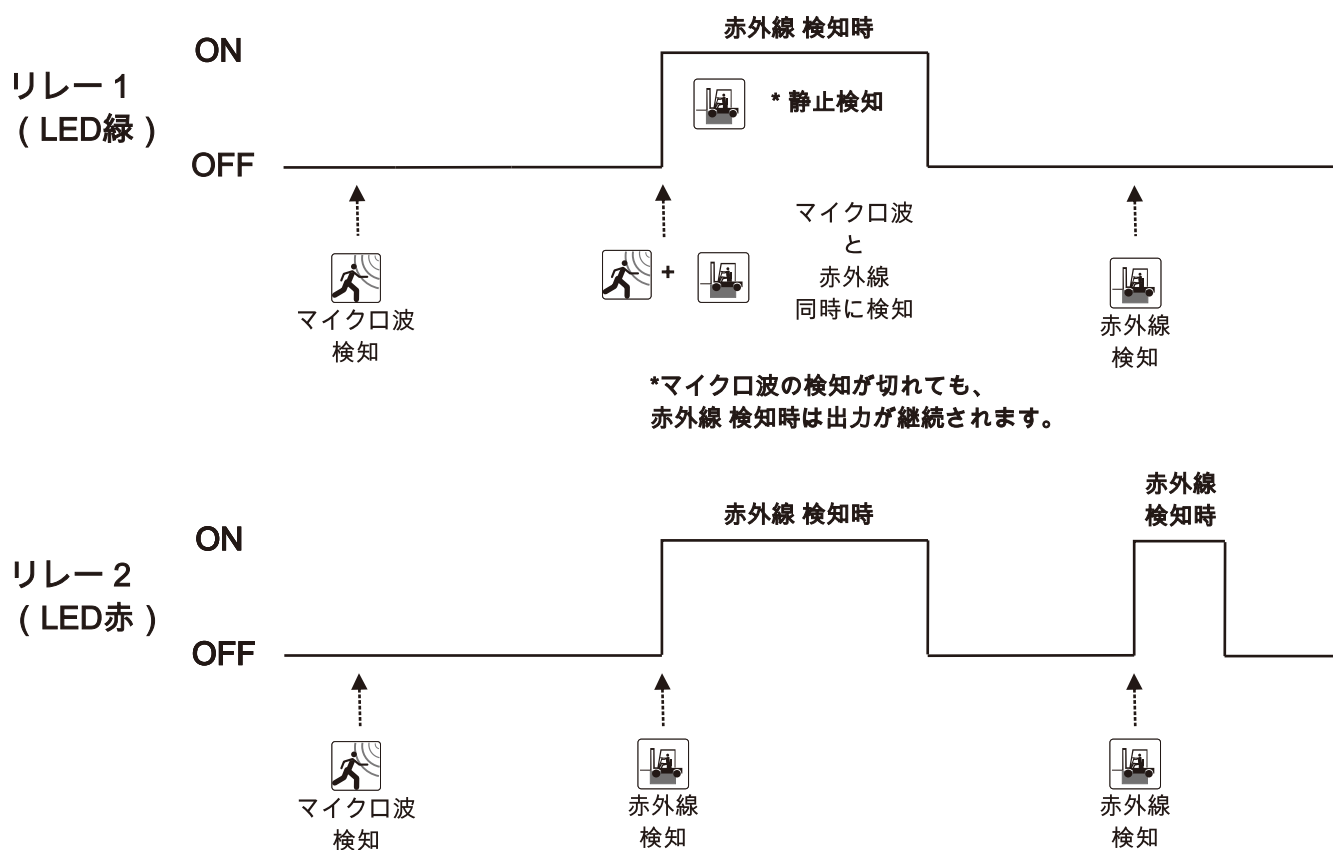 赤外線 検知時
ON
リレー 1
( LED緑 )
* 静止検知
OFF
マイクロ波
検知
+
マイクロ波
と
赤外線
同時に検知
赤外線
検知
*マイクロ波の検知が切れても、
赤外線 検知時は出力が継続されます。
赤外線 検知時
赤外線
検知時
ON
リレー 2
( LED赤 )
OFF
マイクロ波
検知
赤外線
検知
赤外線
検知